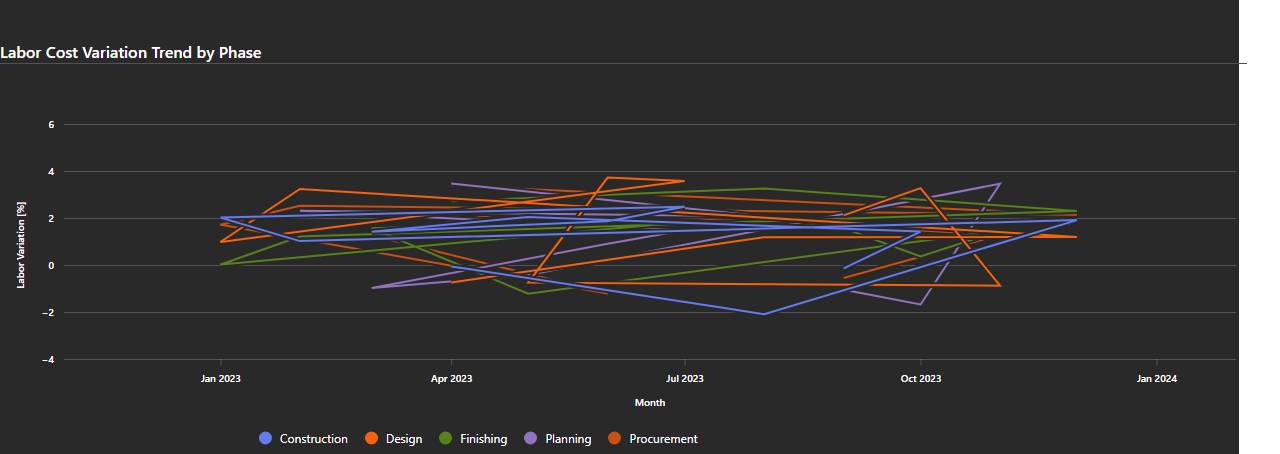 Labor Cost Variation Trend by Phase
6
4
2
0
−2
−4
Labor Variation [%]
Jan 2023 Apr 2023 Jul 2023 Oct 2023 Jan 2024
Month
Construction Design Finishing Planning Procurement